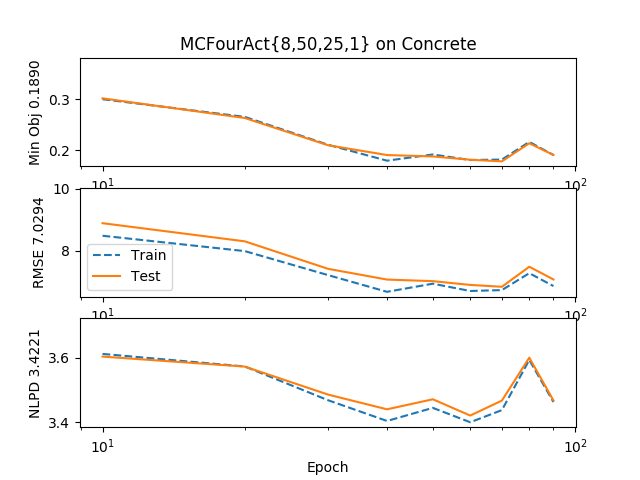 MCFourAct{8,50,25,1} on Concrete
Min Obj 0.1890
0.3
0.2
10¹ 10²
RMSE 7.0294
10
8
Train
Test
10¹ 10²
NLPD 3.4221
3.6
3.4
10¹ 10²
Epoch